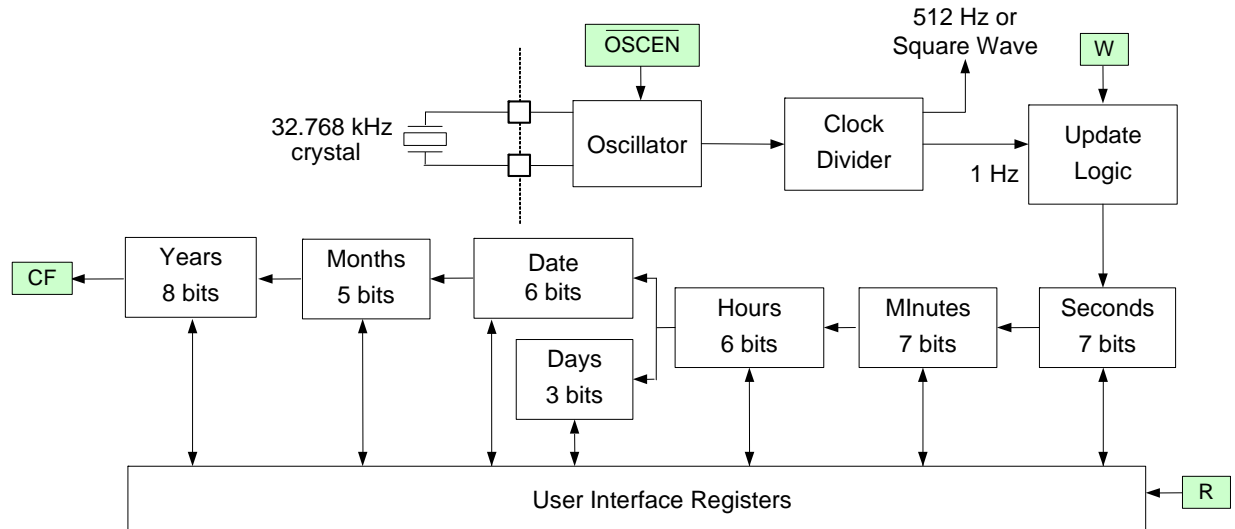 512 Hz or
Square Wave
OSCEN
W
32.768 kHz
crystal
Oscillator
Clock
Divider
1 Hz
Update
Logic
CF
Years
8 bits
Months
5 bits
Date
6 bits
Days
3 bits
Hours
6 bits
MInutes
7 bits
Seconds
7 bits
User Interface Registers
R